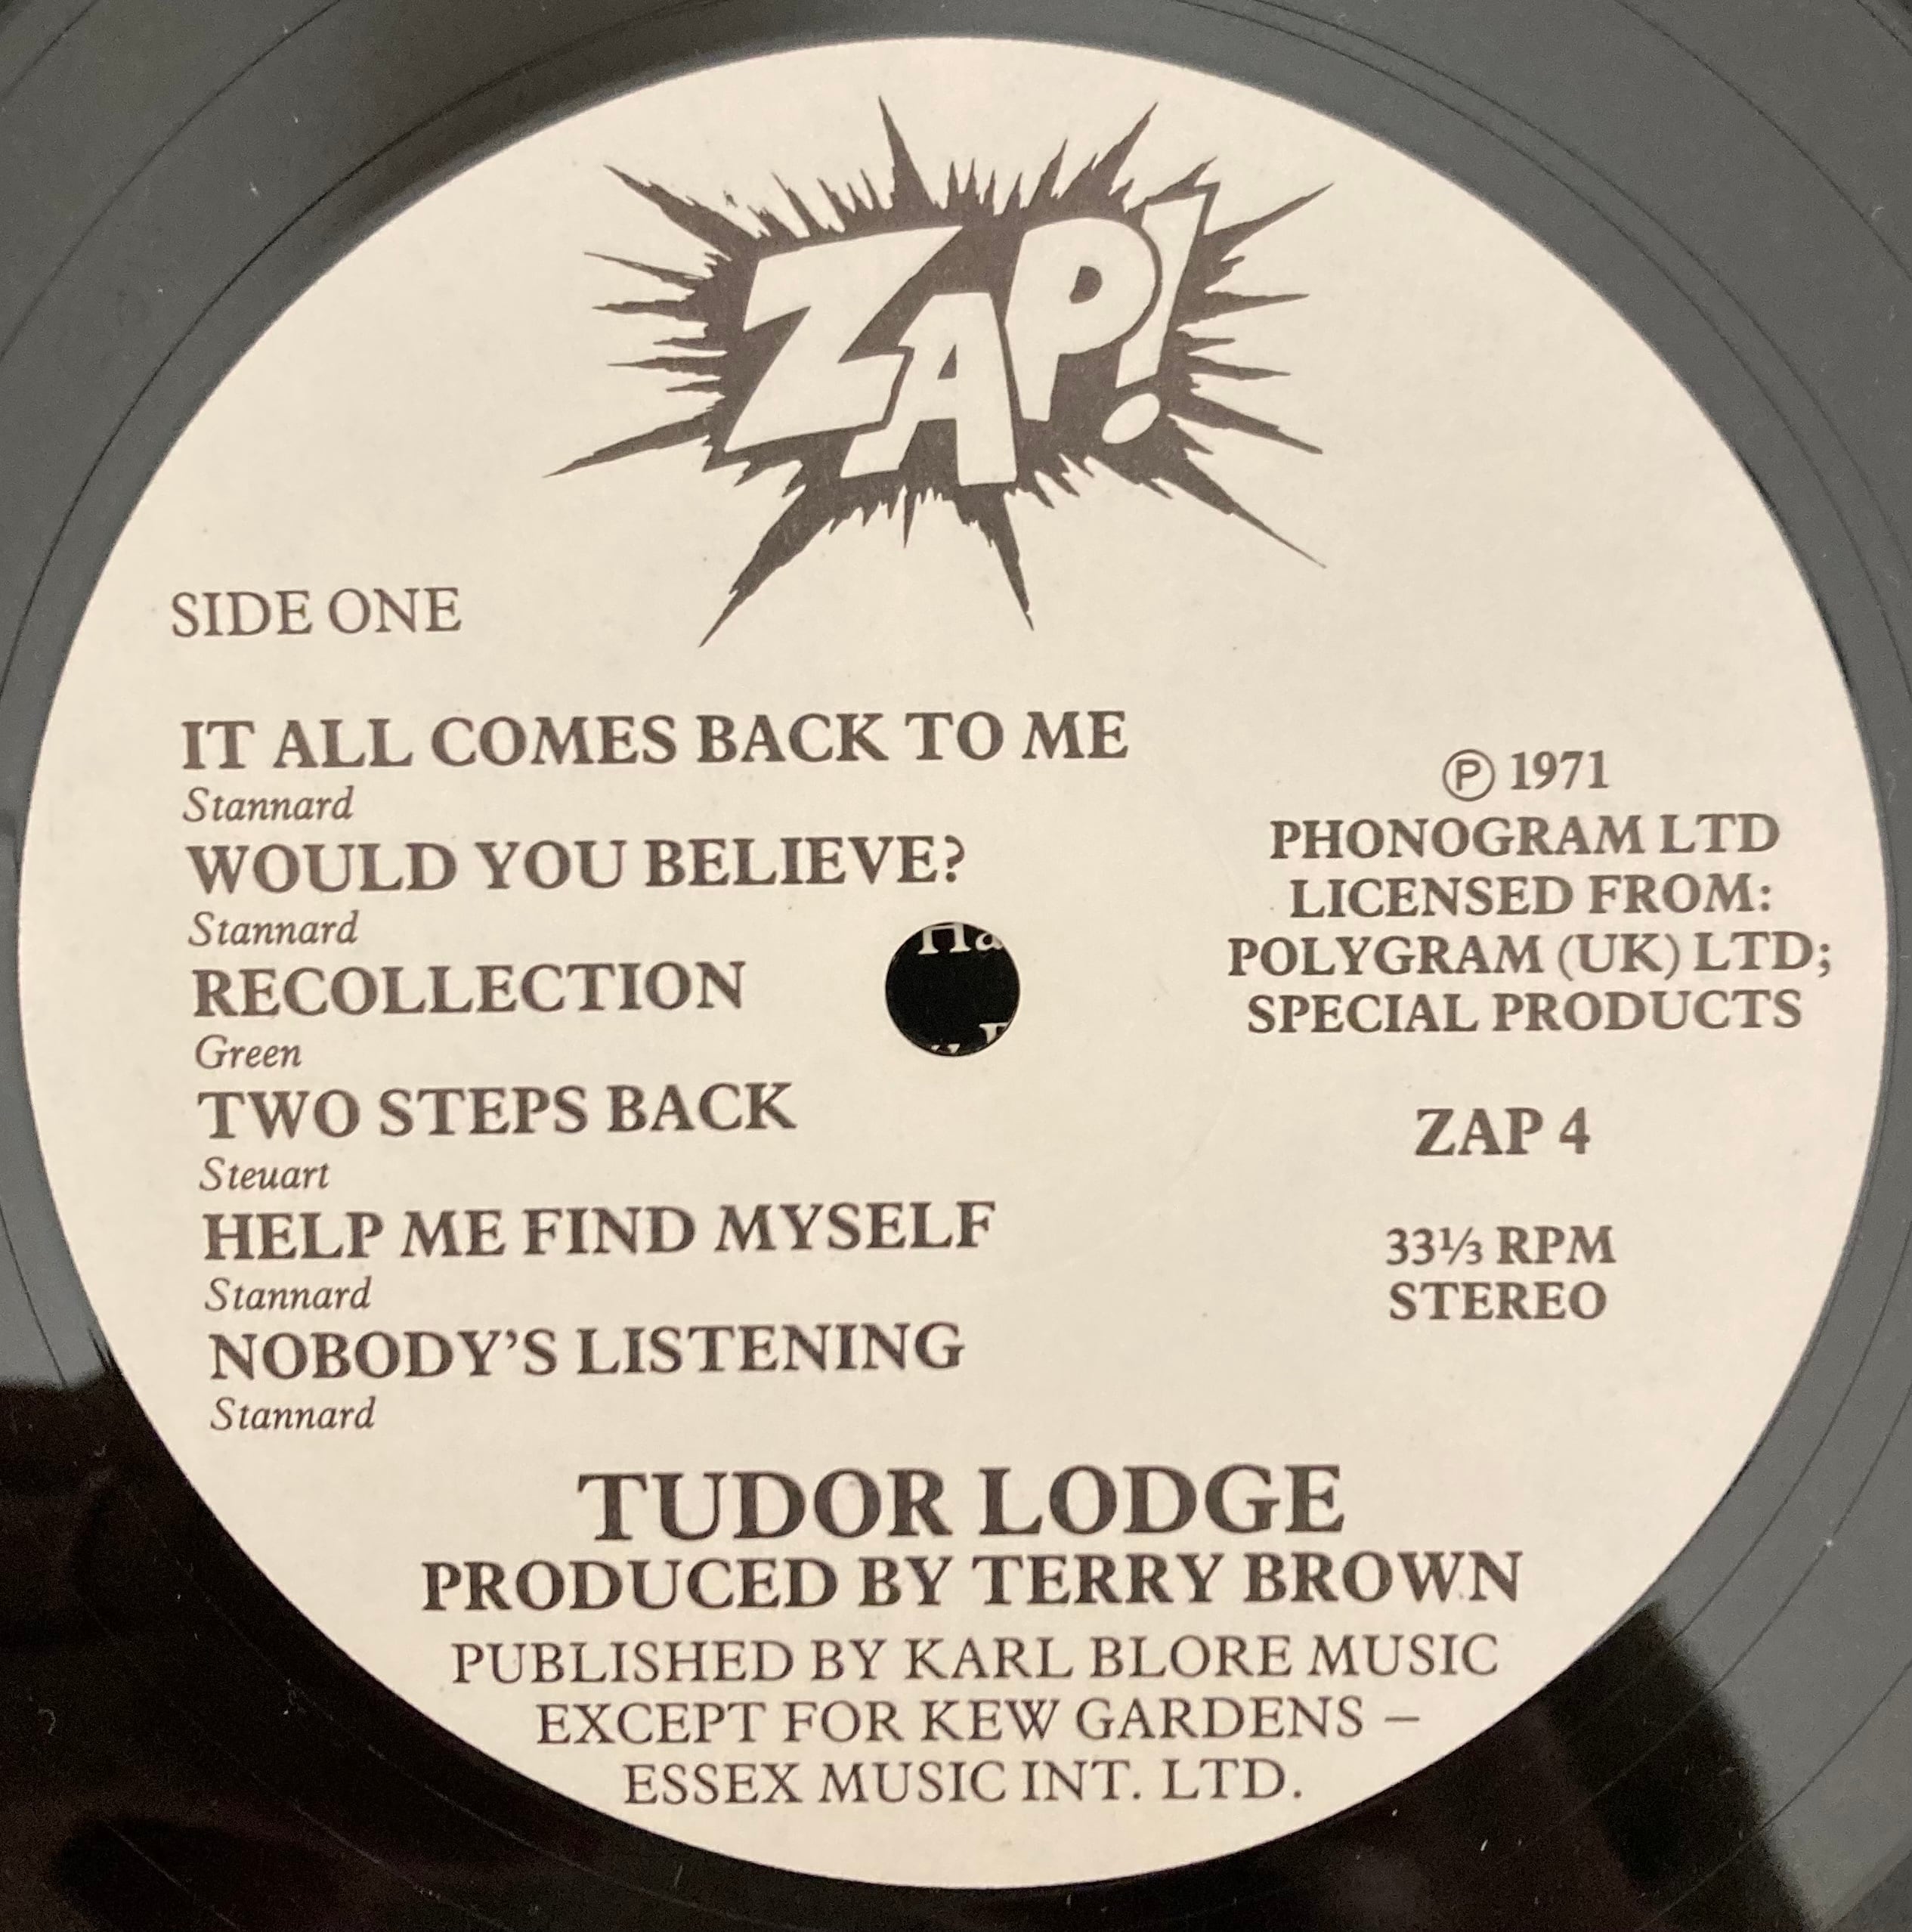 ZAP!
SIDE ONE
IT ALL COMES BACK TO ME
Stannard
WOULD YOU BELIEVE?
Stannard
RECOLLECTION
Green
TWO STEPS BACK
Steuart
HELP ME FIND MYSELF
Stannard
NOBODY'S LISTENING
Stannard
℗ 1971
PHONOGRAM LTD
LICENSED FROM:
POLYGRAM (UK) LTD;
SPECIAL PRODUCTS
ZAP 4
33⅓ RPM
STEREO
TUDOR LODGE
PRODUCED BY TERRY BROWN
PUBLISHED BY KARL BLORE MUSIC
EXCEPT FOR KEW GARDENS –
ESSEX MUSIC INT. LTD.